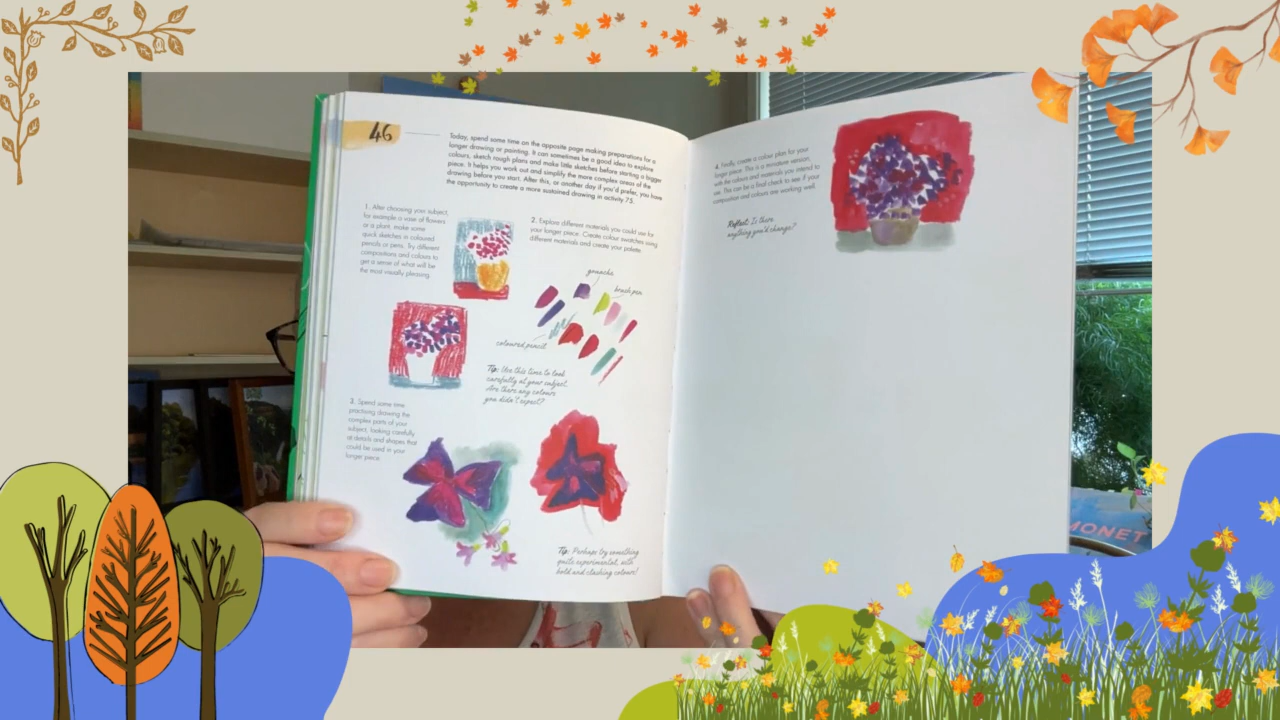 46
Today, spend some time on the opposite page making preparations for a
longer drawing or painting. It can sometimes be a good idea to explore
colours, sketch rough plans and make little sketches before starting a bigger
piece. It helps you work out and simplify the more complex areas of the
drawing before you start. After this, or another day if you'd prefer, you have
the opportunity to create a more sustained drawing in activity 75.
1. After choosing your subject,
for example a vase of flowers
or a plant, make some
quick sketches in coloured
pencils or pens. Try different
compositions and colours to
get a sense of what will be
the most visually pleasing.
2. Explore different materials you could use for
your longer piece. Create colour swatches using
different materials and create your palette.
gouache
brush pen
coloured pencil
Tip: Use this time to look
carefully at your subject.
Are there any colours
you didn't expect?
3. Spend some time
practising drawing the
complex parts of your
subject, looking carefully
at details and shapes that
could be used in your
longer piece.
Tip: Perhaps try something
quite experimental, with
bold and clashing colours!
4. Finally, create a colour plan for your
longer piece. This is a miniature version,
with the colours and materials you intend to
use. This can be a final check to see if your
composition and colours are working well.
Reflect: Is there
anything you'd change?
MONET